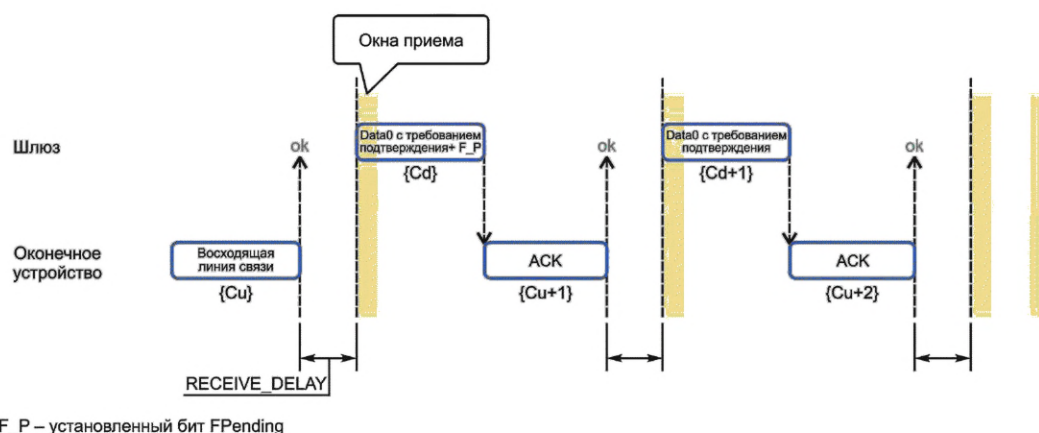 Окна приема
Шлюз
ok
Data0 с требованием
подтверждения+ F_P
{Cd}
ok
Data0 с требованием
подтверждения
{Cd+1}
ok
Оконечное
устройство
Восходящая
линия связи
{Cu}
ACK
{Cu+1}
ACK
{Cu+2}
RECEIVE_DELAY
F_P – установленный бит FPending